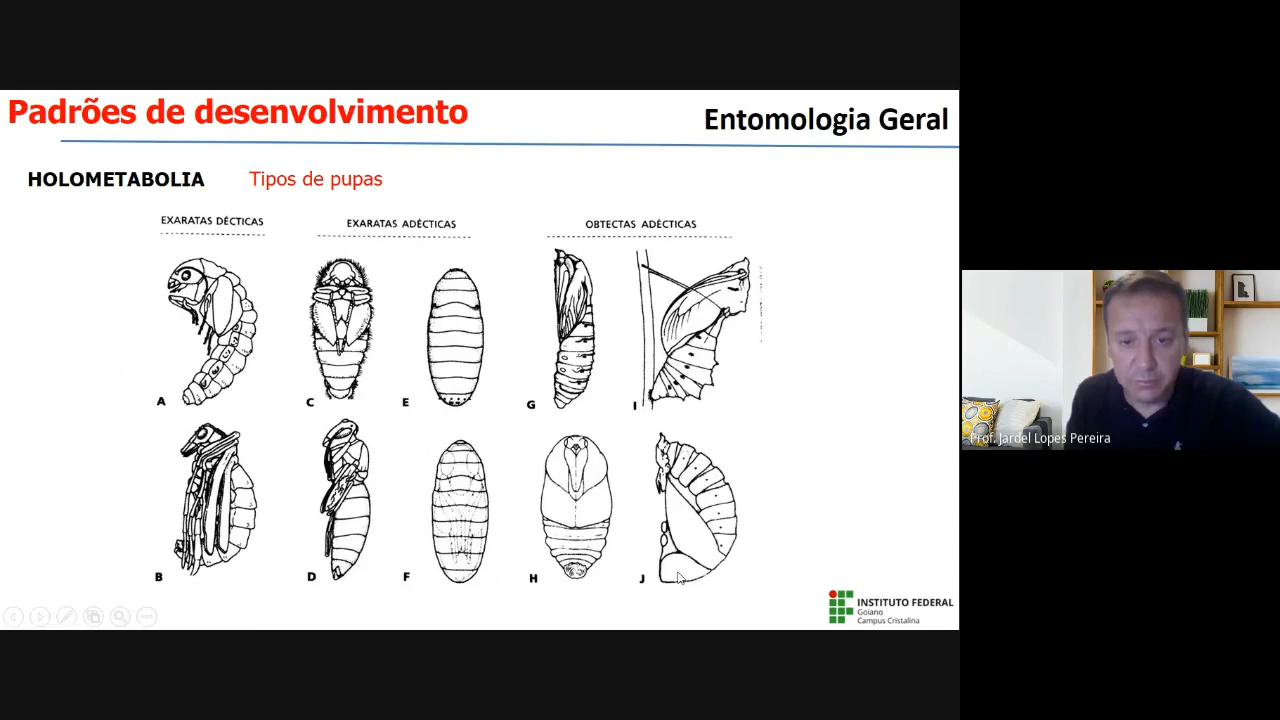 Padrões de desenvolvimento
Entomologia Geral
HOLOMETABOLIA
Tipos de pupas
EXARATAS DÉCTICAS
EXARATAS ADÉCTICAS
OBTECTAS ADÉCTICAS
A
C
E
G
I
B
D
F
H
J
INSTITUTO FEDERAL
Goiano
Campus Cristalina
Prof. Jardel Lopes Pereira